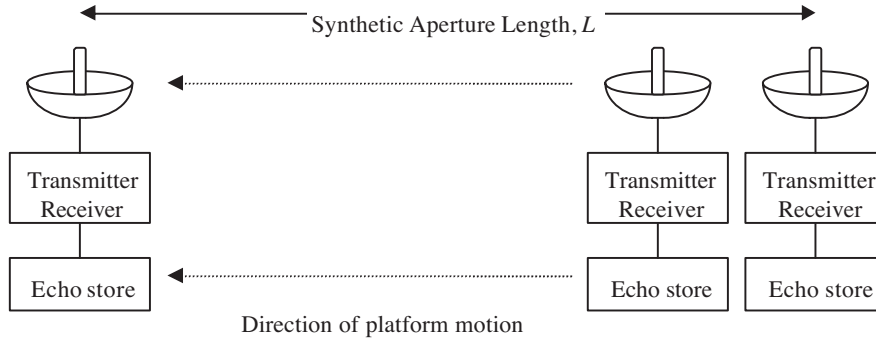 Synthetic Aperture Length, L
Transmitter
Receiver
Transmitter
Receiver
Transmitter
Receiver
Echo store
Echo store
Echo store
Direction of platform motion